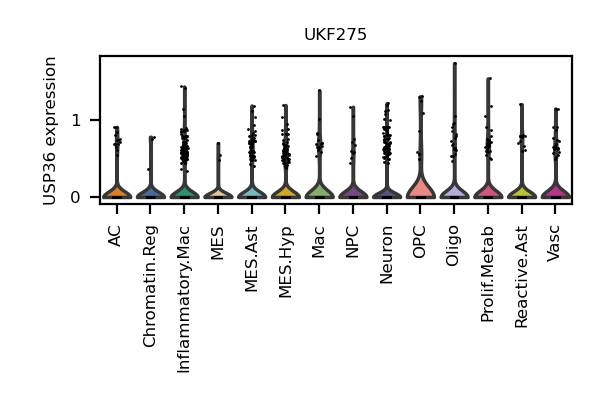 UKF275
USP36 expression
1
0
AC
Chromatin.Reg
Inflammatory.Mac
MES
MES.Ast
MES.Hyp
Mac
NPC
Neuron
OPC
Oligo
Prolif.Metab
Reactive.Ast
Vasc